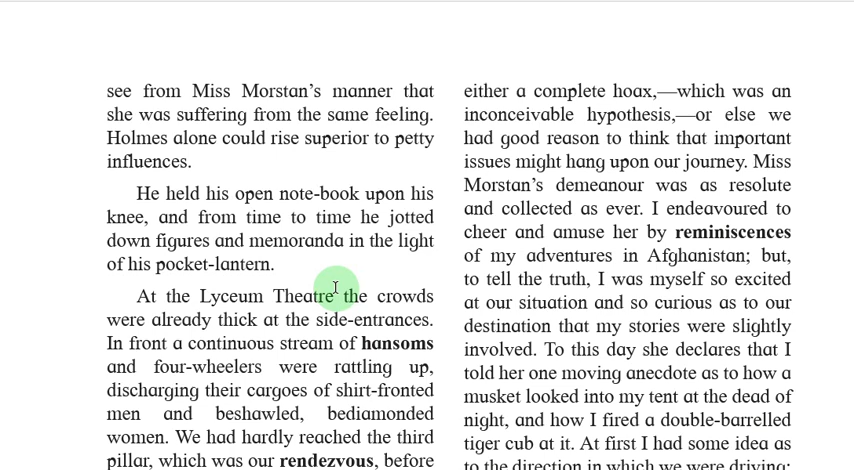 see from Miss Morstan’s manner that
she was suffering from the same feeling.
Holmes alone could rise superior to petty
influences.
He held his open note-book upon his
knee, and from time to time he jotted
down figures and memoranda in the light
of his pocket-lantern.
At the Lyceum Theatre the crowds
were already thick at the side-entrances.
In front a continuous stream of hansoms
and four-wheelers were rattling up,
discharging their cargoes of shirt-fronted
men and beshawled, bediamonded
women. We had hardly reached the third
pillar, which was our rendezvous, before
either a complete hoax,—which was an
inconceivable hypothesis,—or else we
had good reason to think that important
issues might hang upon our journey. Miss
Morstan’s demeanour was as resolute
and collected as ever. I endeavoured to
cheer and amuse her by reminiscences
of my adventures in Afghanistan; but,
to tell the truth, I was myself so excited
at our situation and so curious as to our
destination that my stories were slightly
involved. To this day she declares that I
told her one moving anecdote as to how a
musket looked into my tent at the dead of
night, and how I fired a double-barrelled
tiger cub at it. At first I had some idea as
to the direction in which we were driving;